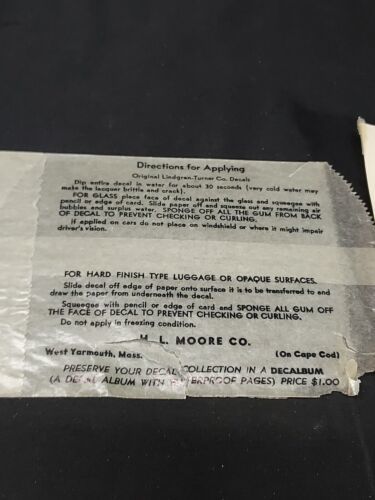 Directions for Applying
Original Lindgren-Turner Co. Decals
Dip entire decal in water for about 30 seconds (very cold water may
make the lacquer brittle and crack).
FOR GLASS place face of decal against the glass and squeegee with
pencil or edge of card. Slide paper off and squeeze out any remaining air
bubbles and surplus water. SPONGE OFF ALL THE GUM FROM BACK
OF DECAL TO PREVENT CHECKING OR CURLING.
If applied on cars do not place on windshield or where it might impair
driver's vision.
FOR HARD FINISH TYPE LUGGAGE OR OPAQUE SURFACES.
Slide decal off edge of paper onto surface it is to be transferred to and
draw the paper from underneath the decal.
Squeegee with pencil or edge of card and SPONGE ALL GUM OFF
THE FACE OF DECAL TO PREVENT CHECKING OR CURLING.
Do not apply in freezing condition.
H. L. MOORE CO.
West Yarmouth, Mass. (On Cape Cod)
PRESERVE YOUR DECAL COLLECTION IN A DECALBUM
(A DECAL ALBUM WITH PROOF PAGES) PRICE $1.00